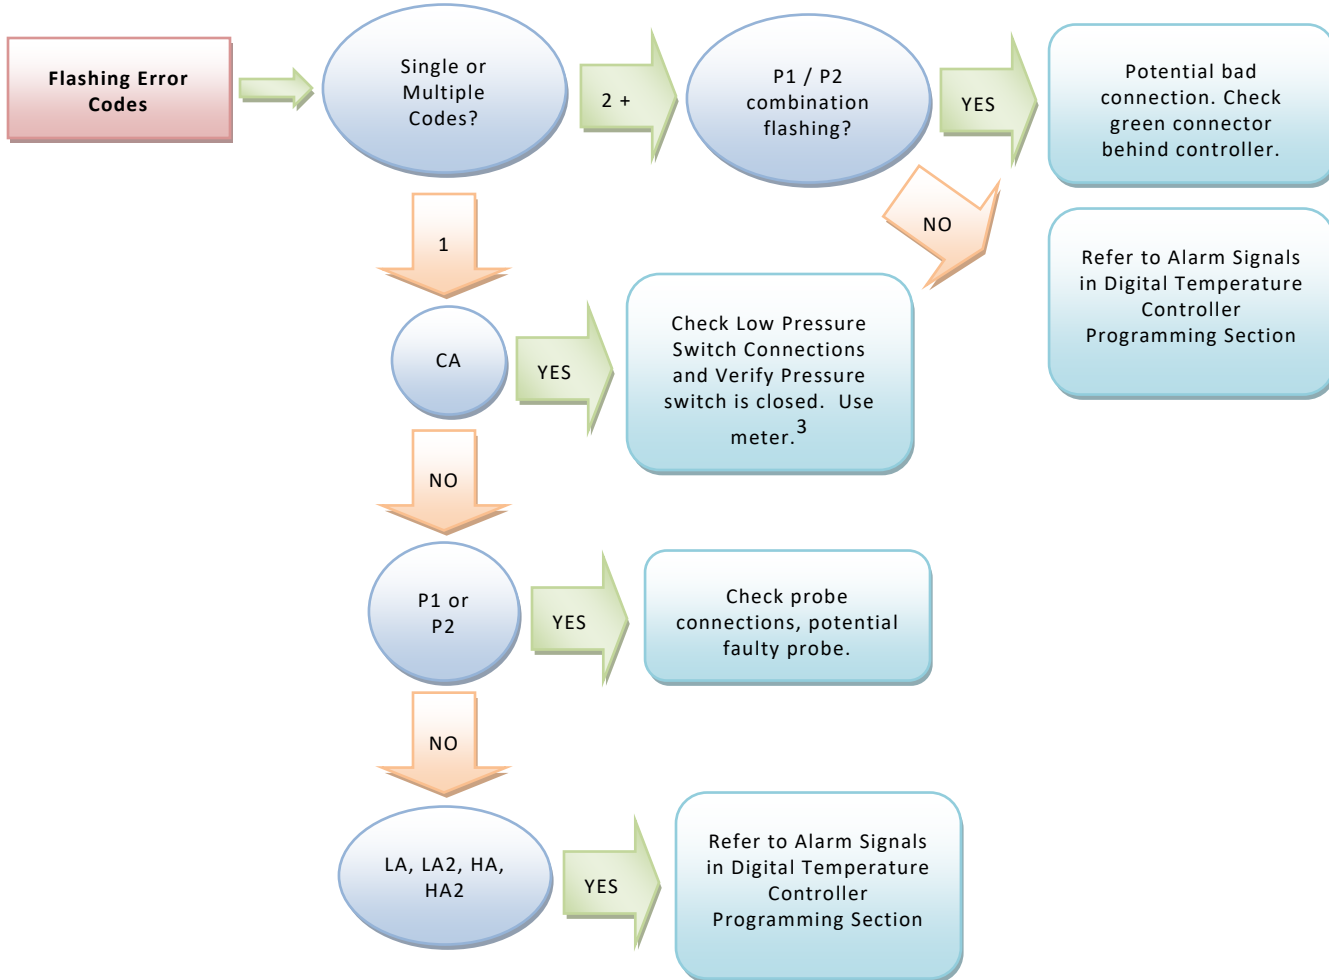 Flashing Error
Codes
Single or
Multiple
Codes?
2 +
P1 / P2
combination
flashing?
YES
Potential bad
connection. Check
green connector
behind controller.
NO
Refer to Alarm Signals
in Digital Temperature
Controller
Programming Section
1
CA
YES
Check Low Pressure
Switch Connections
and Verify Pressure
switch is closed.  Use
meter.3
NO
P1 or
P2
YES
Check probe
connections, potential
faulty probe.
NO
LA, LA2, HA,
HA2
YES
Refer to Alarm Signals
in Digital Temperature
Controller
Programming Section